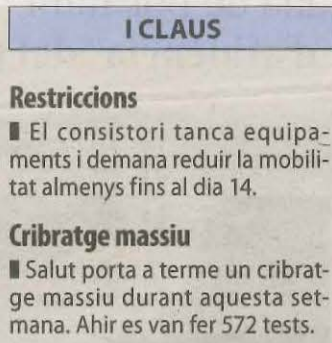 I CLAUS
Restriccions
▮ El consistori tanca equipa-
ments i demana reduir la mobili-
tat almenys fins al dia 14.
Cribratge massiu
▮ Salut porta a terme un cribrat-
ge massiu durant aquesta set-
mana. Ahir es van fer 572 tests.